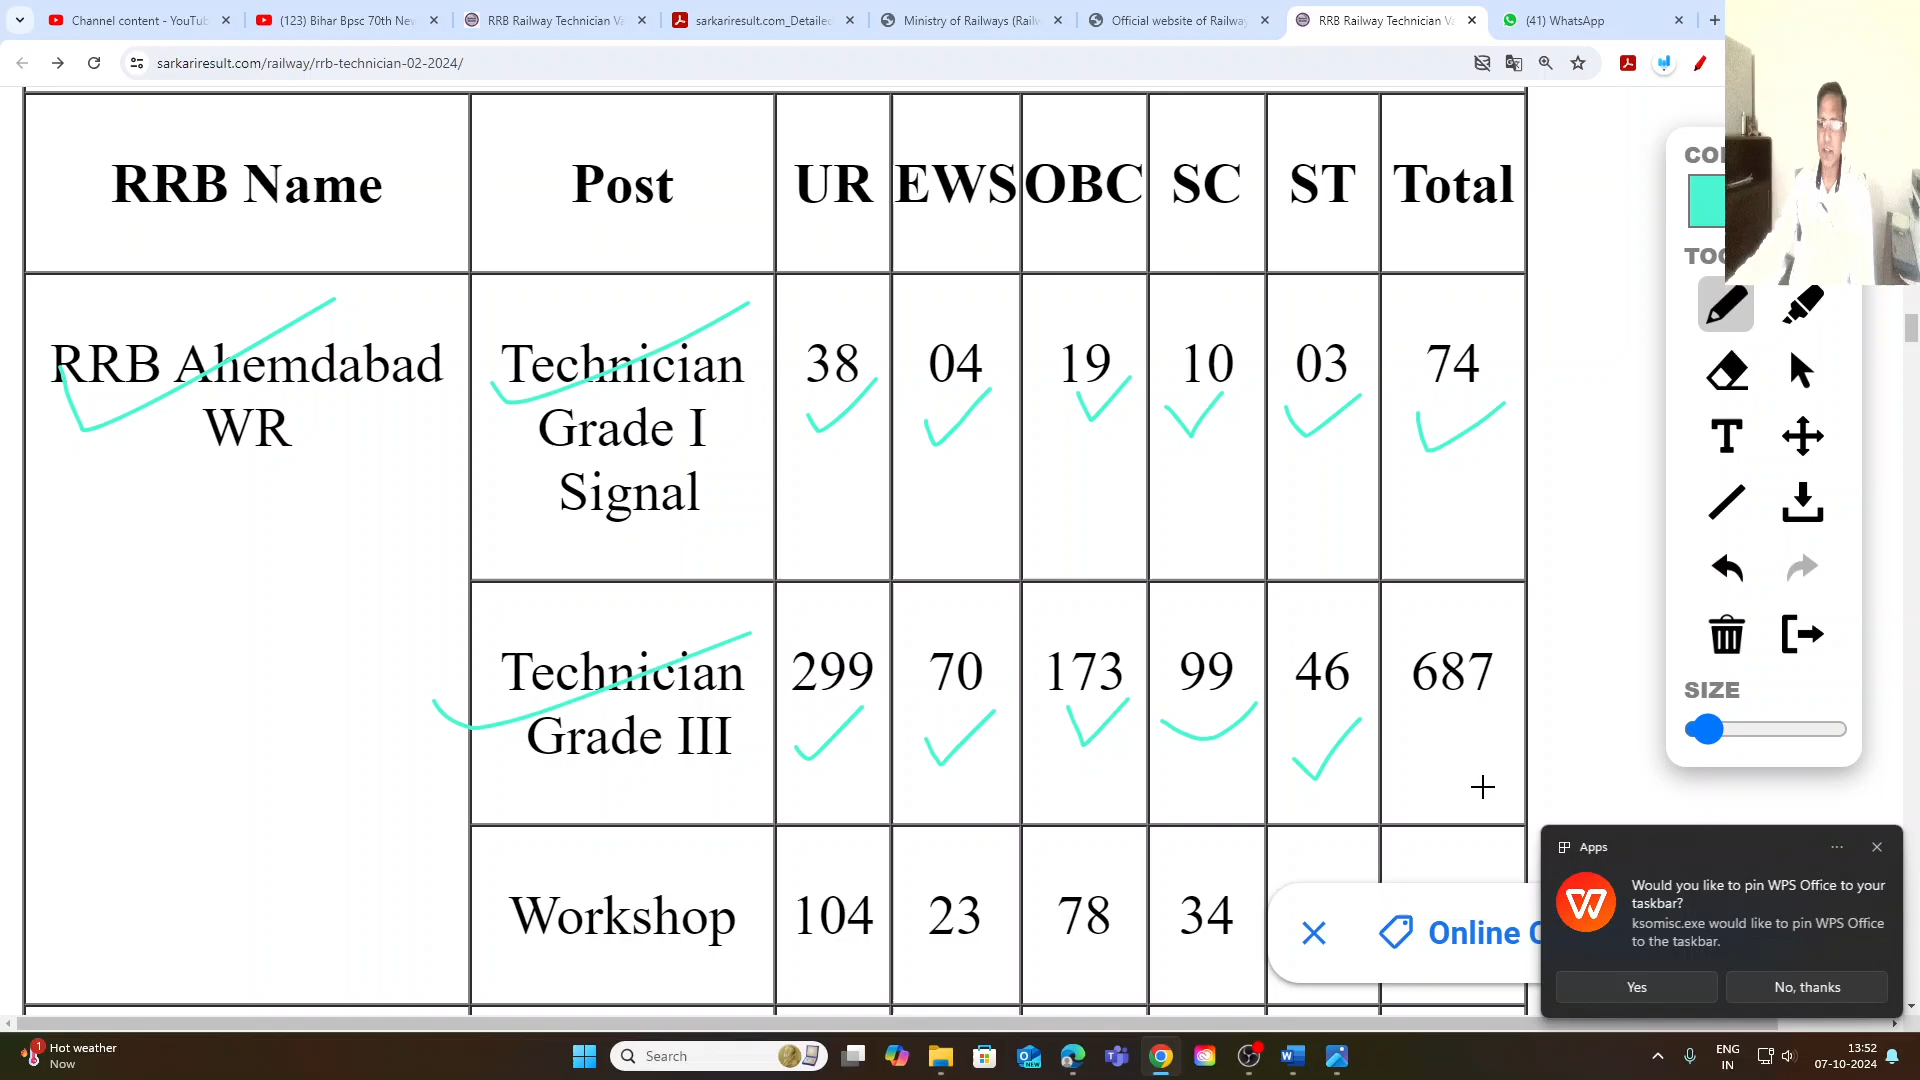 Channel content - YouTub
(123) Bihar Bpsc 70th Nev
RRB Railway Technician Va
sarkariresult.com_Detailed
Ministry of Railways (Railw
Official website of Railway
RRB Railway Technician Va
(41) WhatsApp
sarkariresult.com/railway/rrb-technician-02-2024/
RRB Name Post UR EWS OBC SC ST Total
RRB Ahemdabad WR
Technician Grade I Signal 38 04 19 10 03 74
Technician Grade III 299 70 173 99 46 687
Workshop 104 23 78 34
Online
SIZE
Apps
Would you like to pin WPS Office to your
taskbar?
ksomisc.exe would like to pin WPS Office
to the taskbar.
Yes
No, thanks
1
Hot weather
Now
Search
NEW
ENG
IN
13:52
07-10-2024